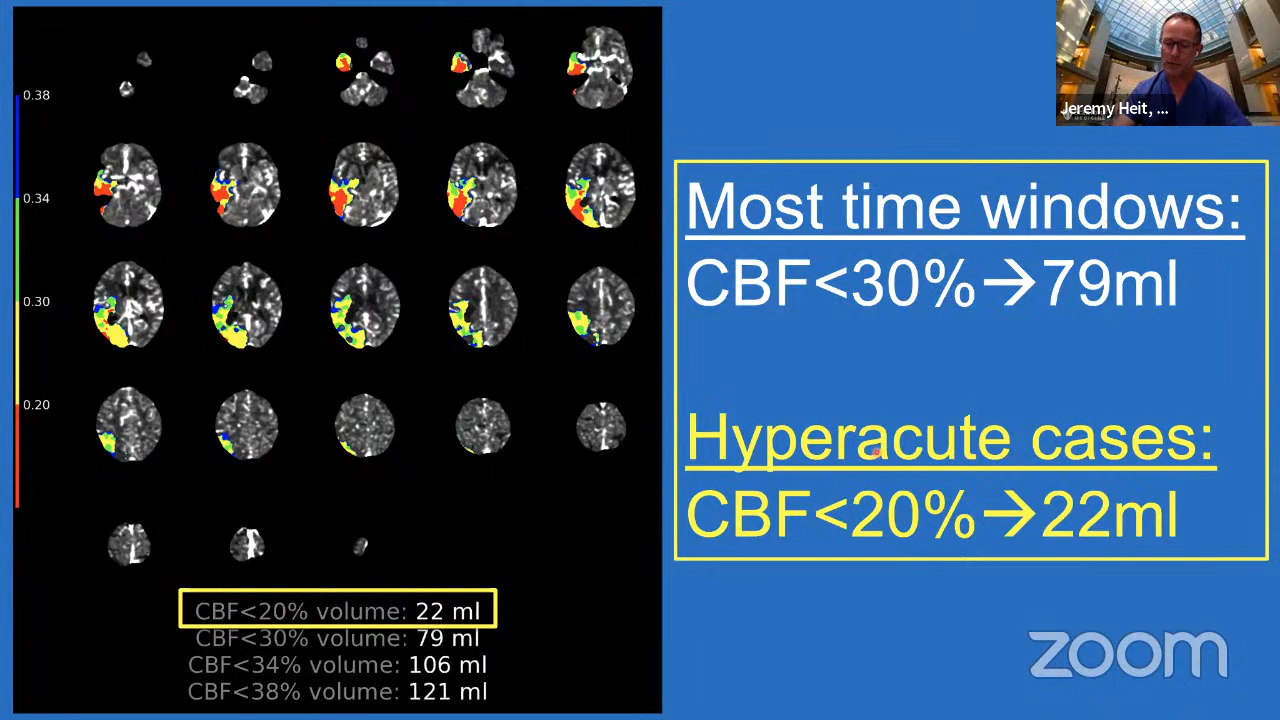 0.38
0.34
0.30
0.20
CBF<20% volume: 22 ml
CBF<30% volume: 79 ml
CBF<34% volume: 106 ml
CBF<38% volume: 121 ml
Jeremy Heit, ...
Most time windows:
CBF<30%→79ml
Hyperacute cases:
CBF<20%→22ml
zoom